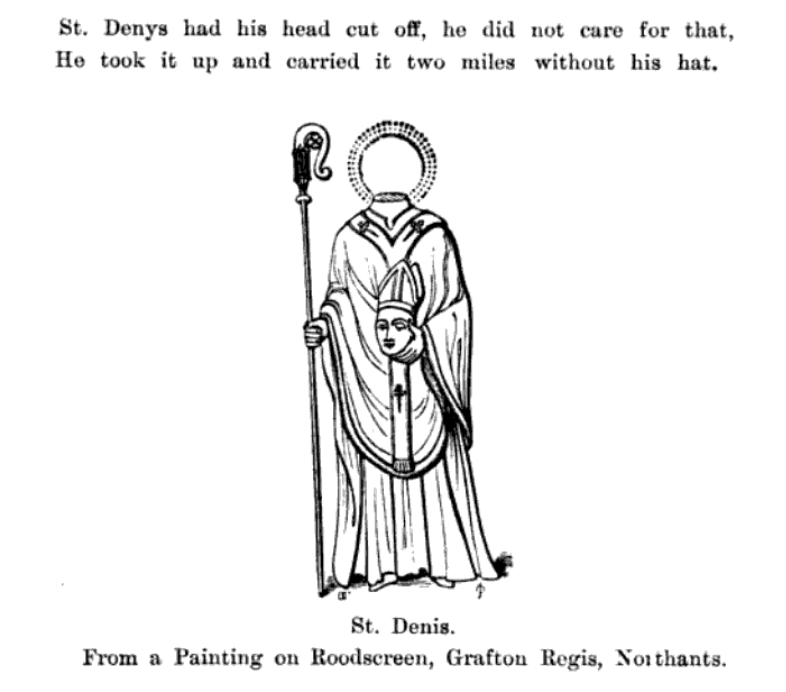 St. Denys had his head cut off, he did not care for that,
He took it up and carried it two miles without his hat.
St. Denis.
From a Painting on Roodscreen, Grafton Regis, Northants.